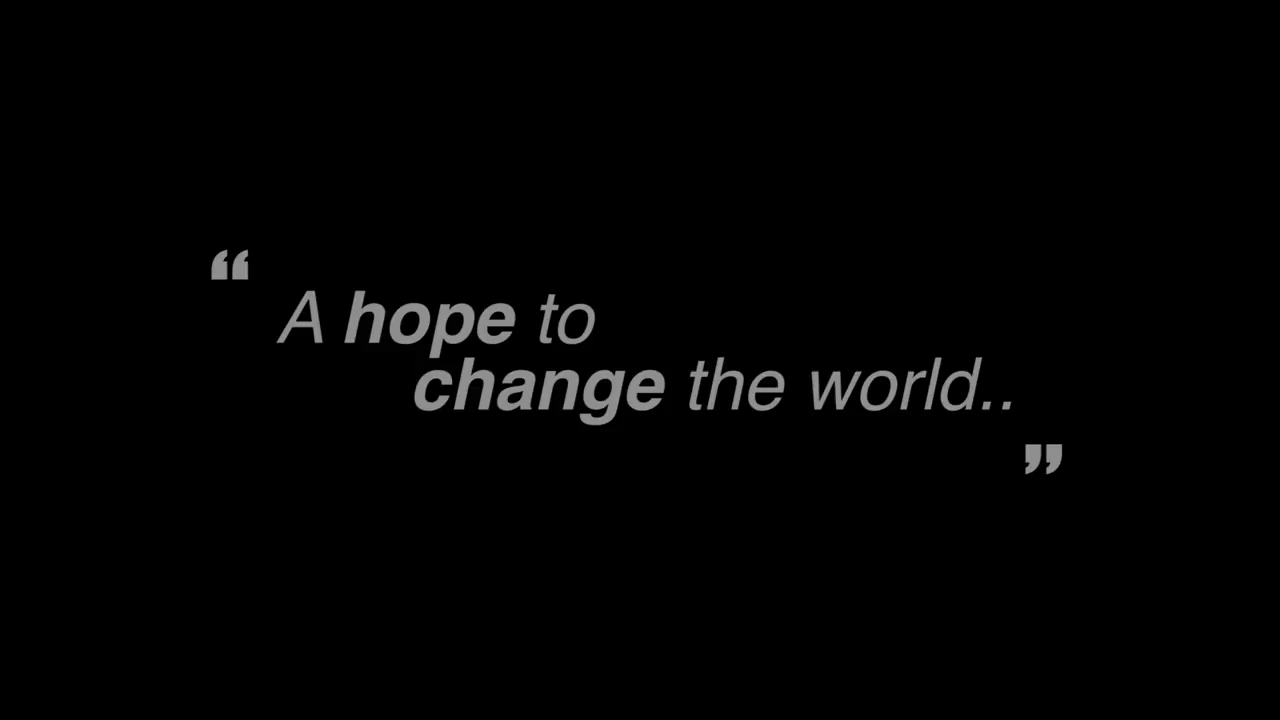 “
A hope to
change the world..
”